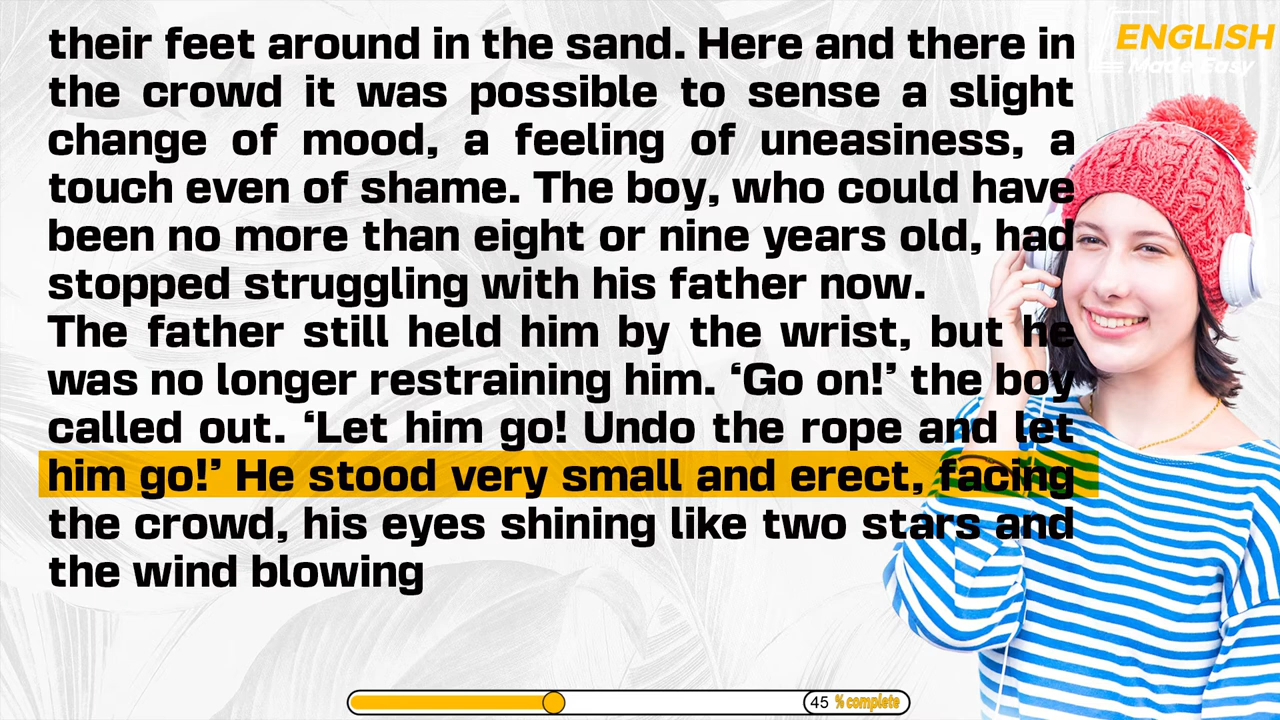 their feet around in the sand. Here and there in
the crowd it was possible to sense a slight
change of mood, a feeling of uneasiness, a
touch even of shame. The boy, who could have
been no more than eight or nine years old, had
stopped struggling with his father now.
The father still held him by the wrist, but he
was no longer restraining him. ‘Go on!’ the boy
called out. ‘Let him go! Undo the rope and let
him go!’ He stood very small and erect, facing
the crowd, his eyes shining like two stars and
the wind blowing
ENGLISH
Made Easy
45 % complete